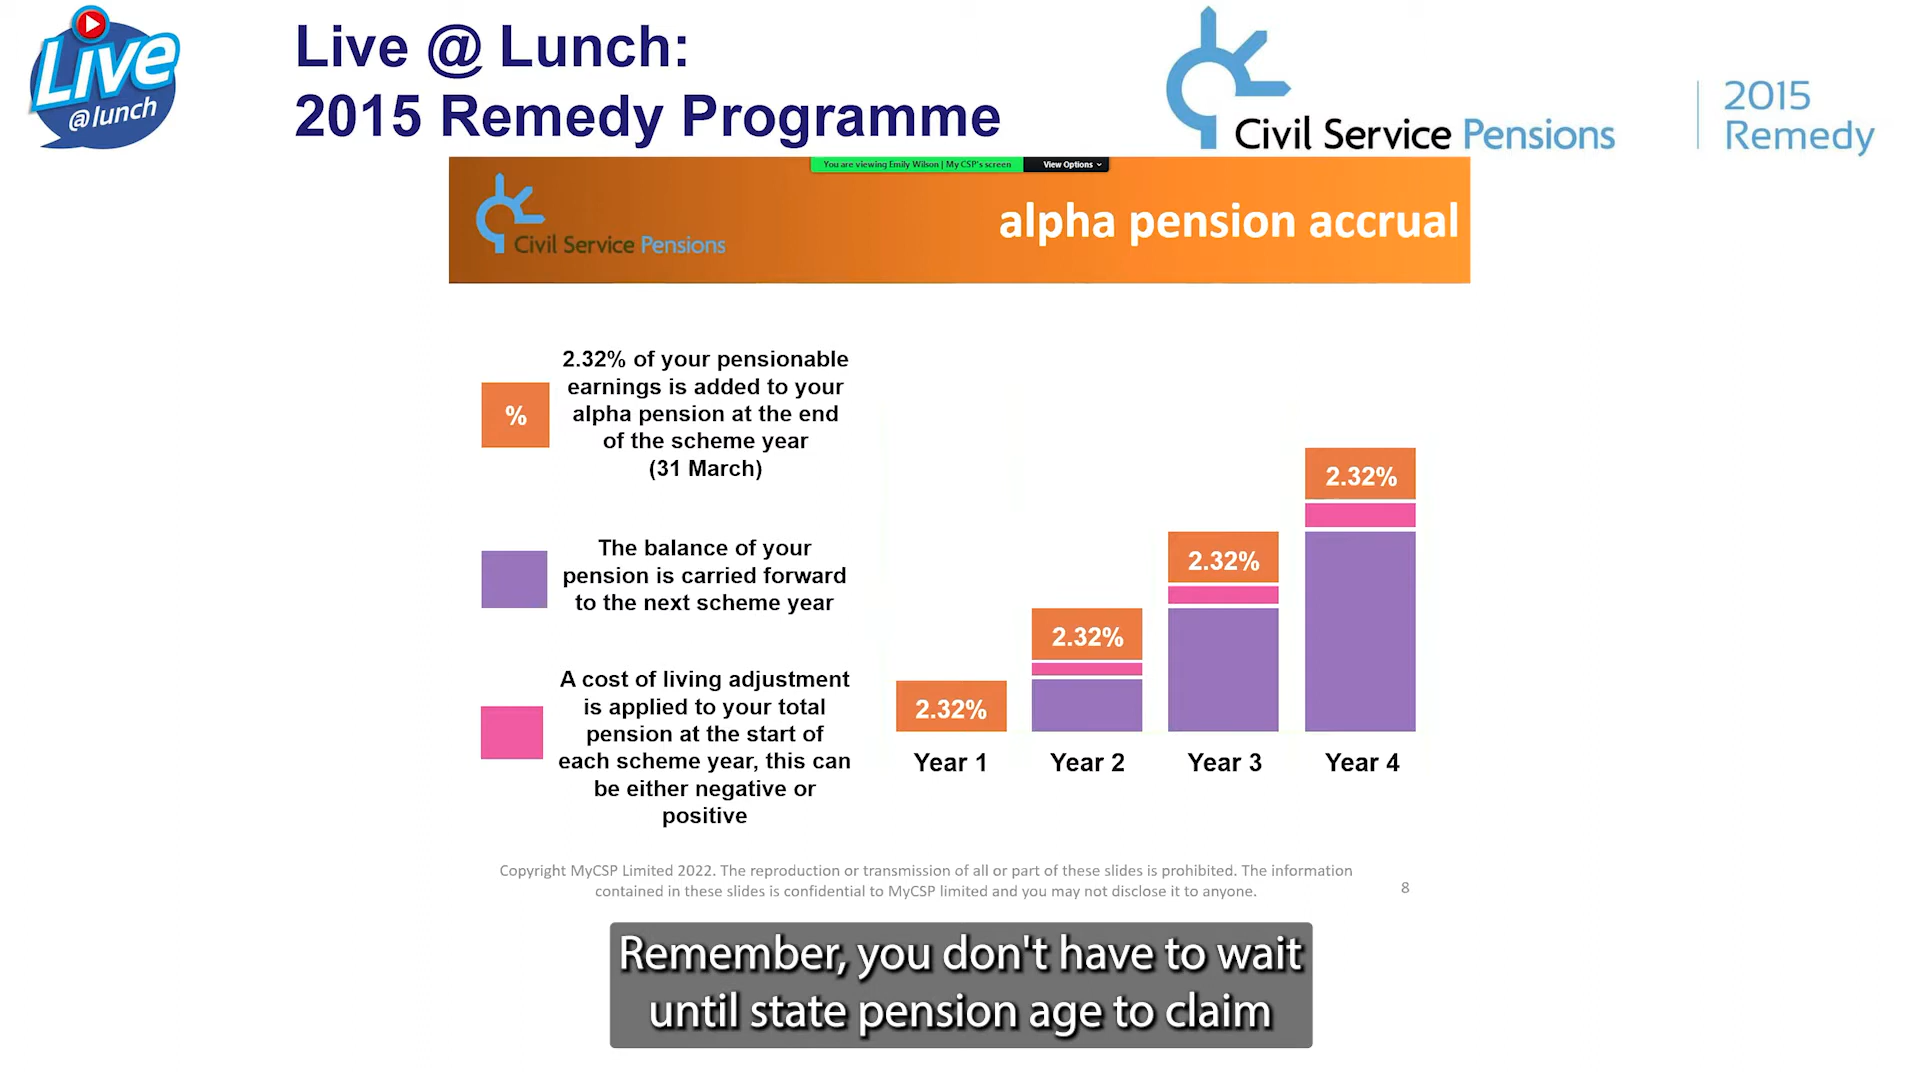 Live
@lunch
Live @ Lunch:
2015 Remedy Programme
Civil Service Pensions
2015
Remedy
You are viewing Emily Wilson | My CSP's screen
View Options
Civil Service Pensions
alpha pension accrual
%
2.32% of your pensionable
earnings is added to your
alpha pension at the end
of the scheme year
(31 March)
The balance of your
pension is carried forward
to the next scheme year
A cost of living adjustment
is applied to your total
pension at the start of
each scheme year, this can
be either negative or
positive
2.32%
2.32%
2.32%
2.32%
Year 1
Year 2
Year 3
Year 4
Copyright MyCSP Limited 2022. The reproduction or transmission of all or part of these slides is prohibited. The information
contained in these slides is confidential to MyCSP limited and you may not disclose it to anyone.
8
Remember, you don't have to wait
until state pension age to claim